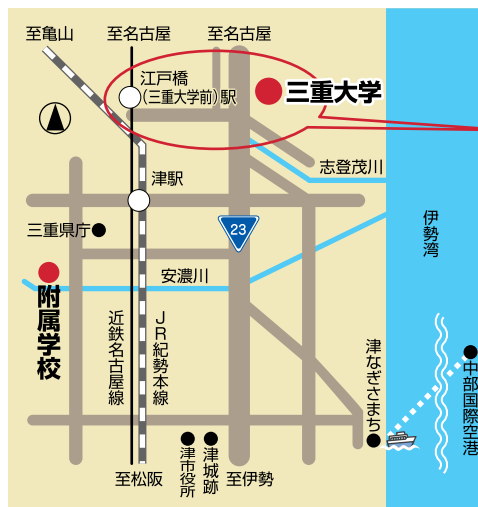 至亀山
至名古屋
至名古屋
江戸橋
(三重大学前)駅
三重大学
志登茂川
津駅
23
三重県庁
伊勢湾
安濃川
附属学校
近鉄名古屋線
JR紀勢本線
津なぎさまち
中部国際空港
津市役所
津城跡
至松阪
至伊勢